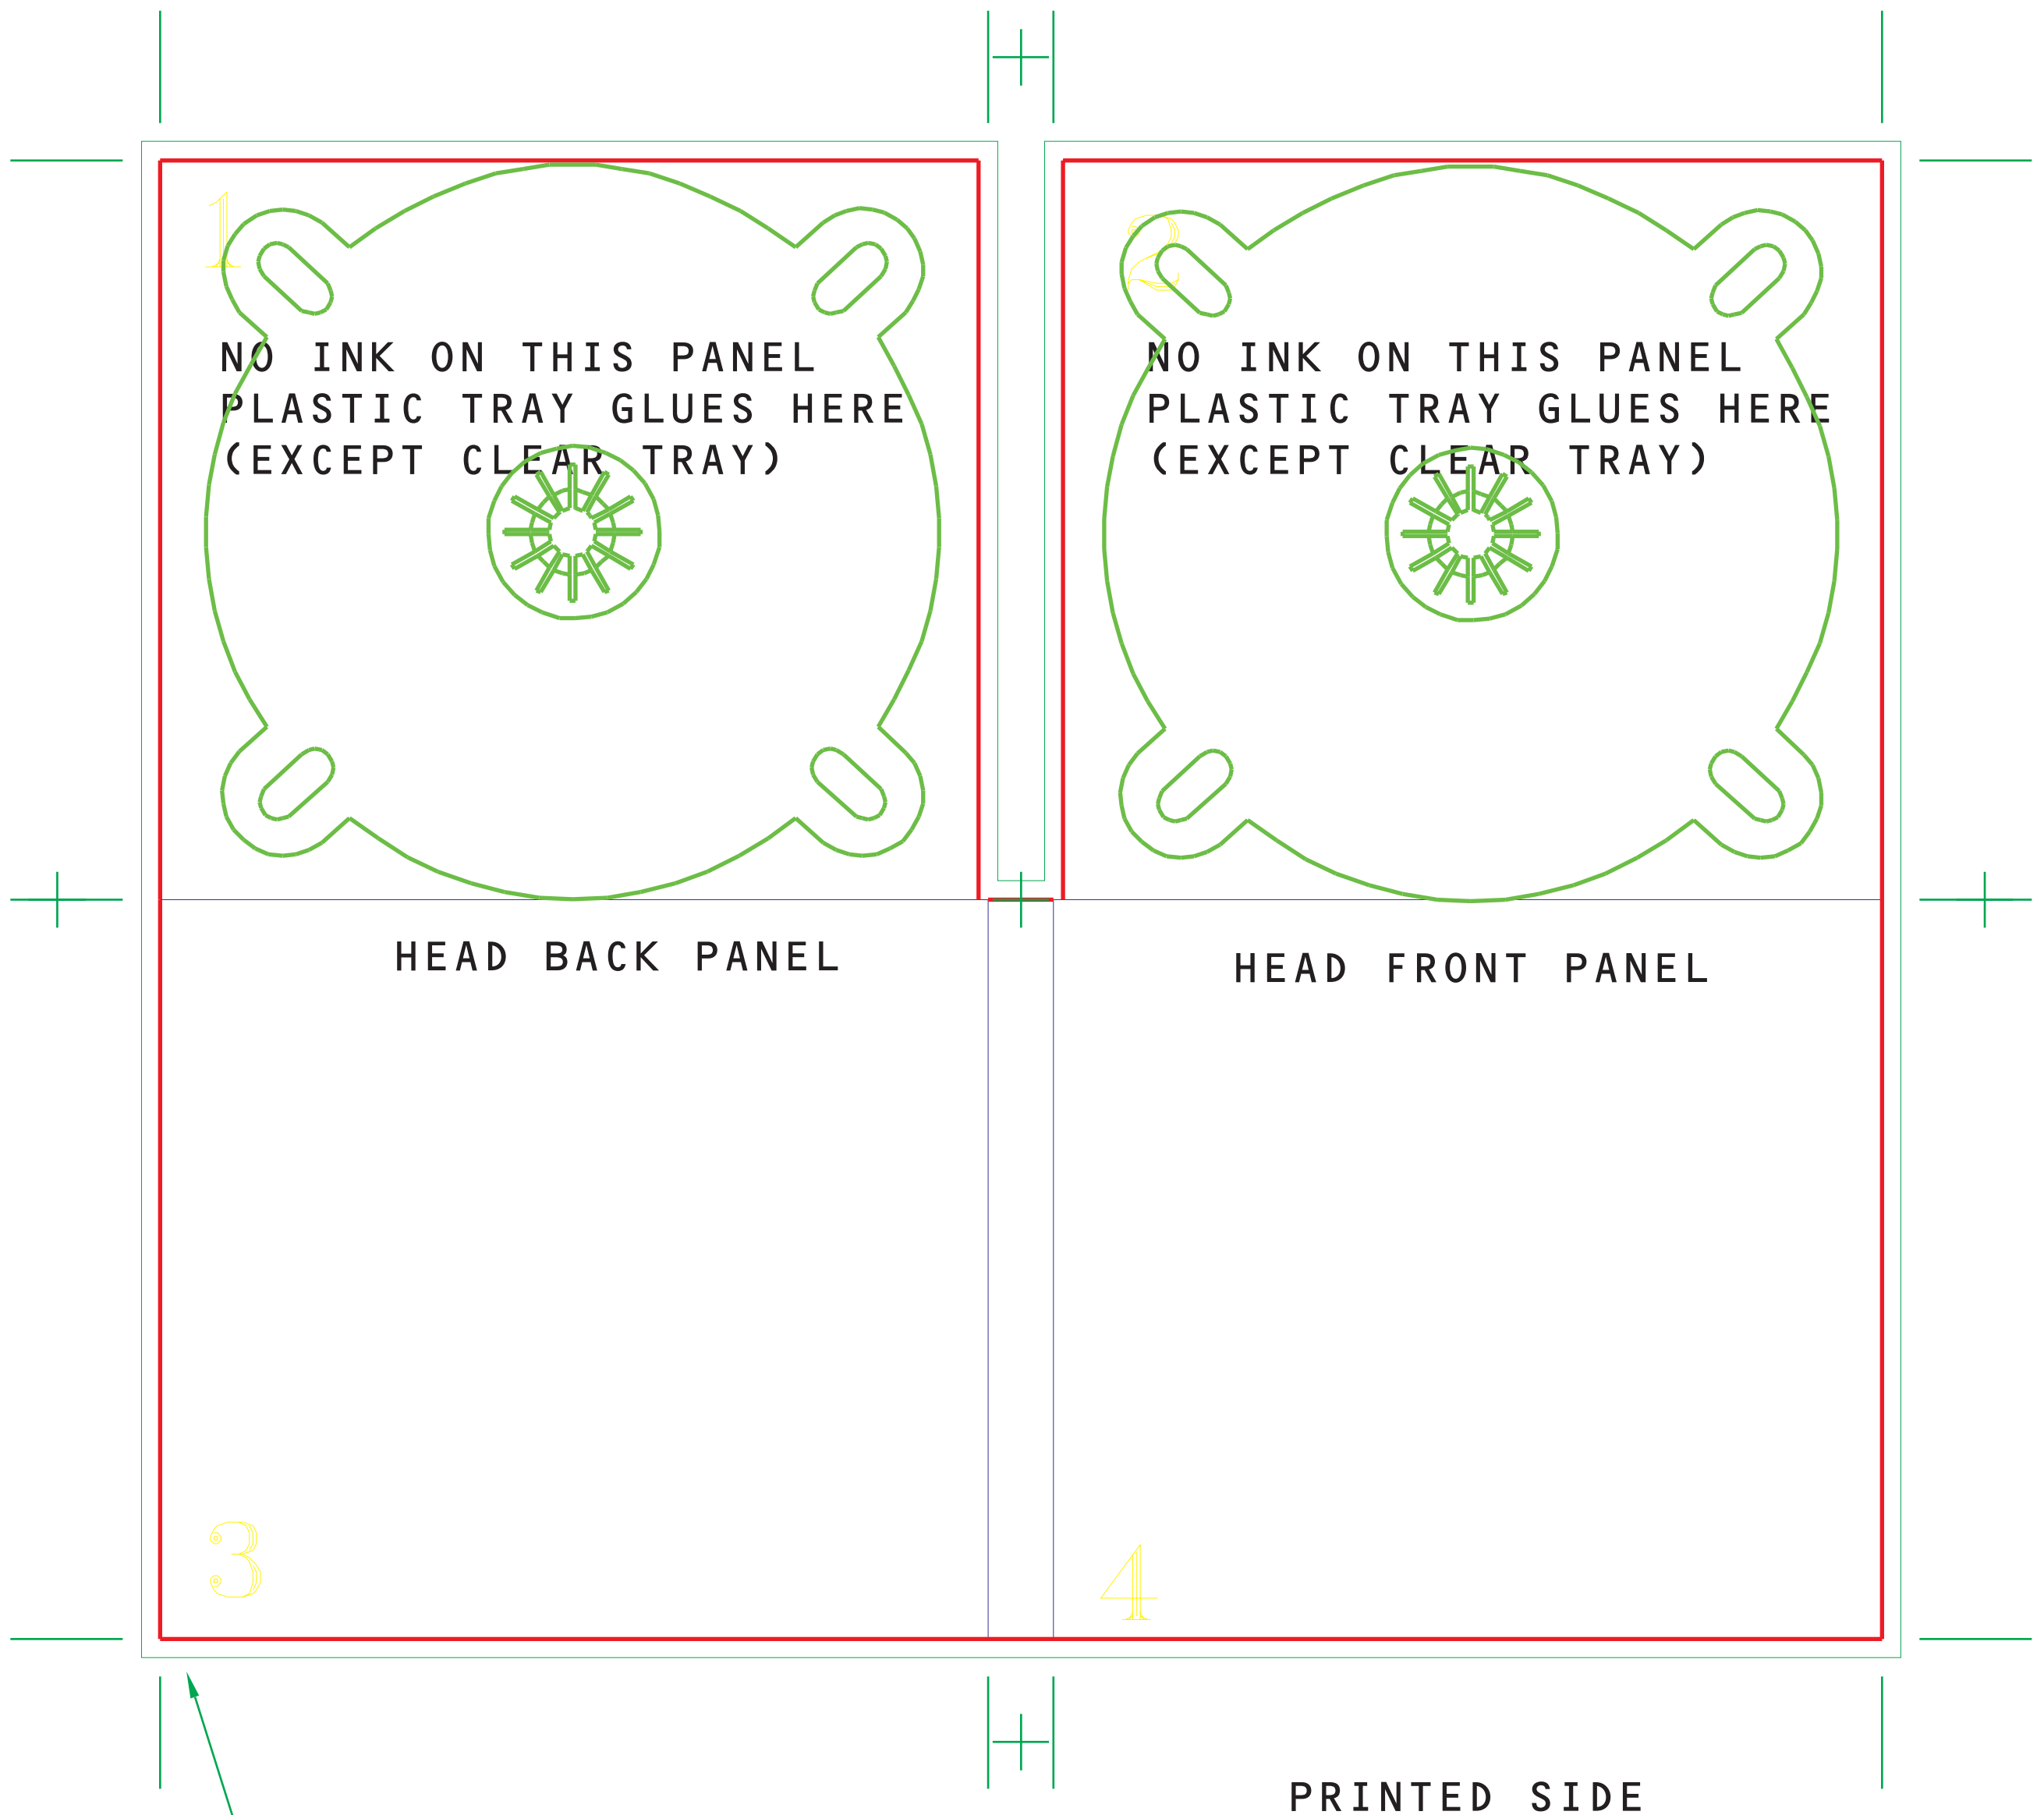 1
2
NO INK ON THIS PANEL
PLASTIC TRAY GLUES HERE
(EXCEPT CLEAR TRAY)
NO INK ON THIS PANEL
PLASTIC TRAY GLUES HERE
(EXCEPT CLEAR TRAY)
HEAD BACK PANEL
HEAD FRONT PANEL
3
4
PRINTED SIDE